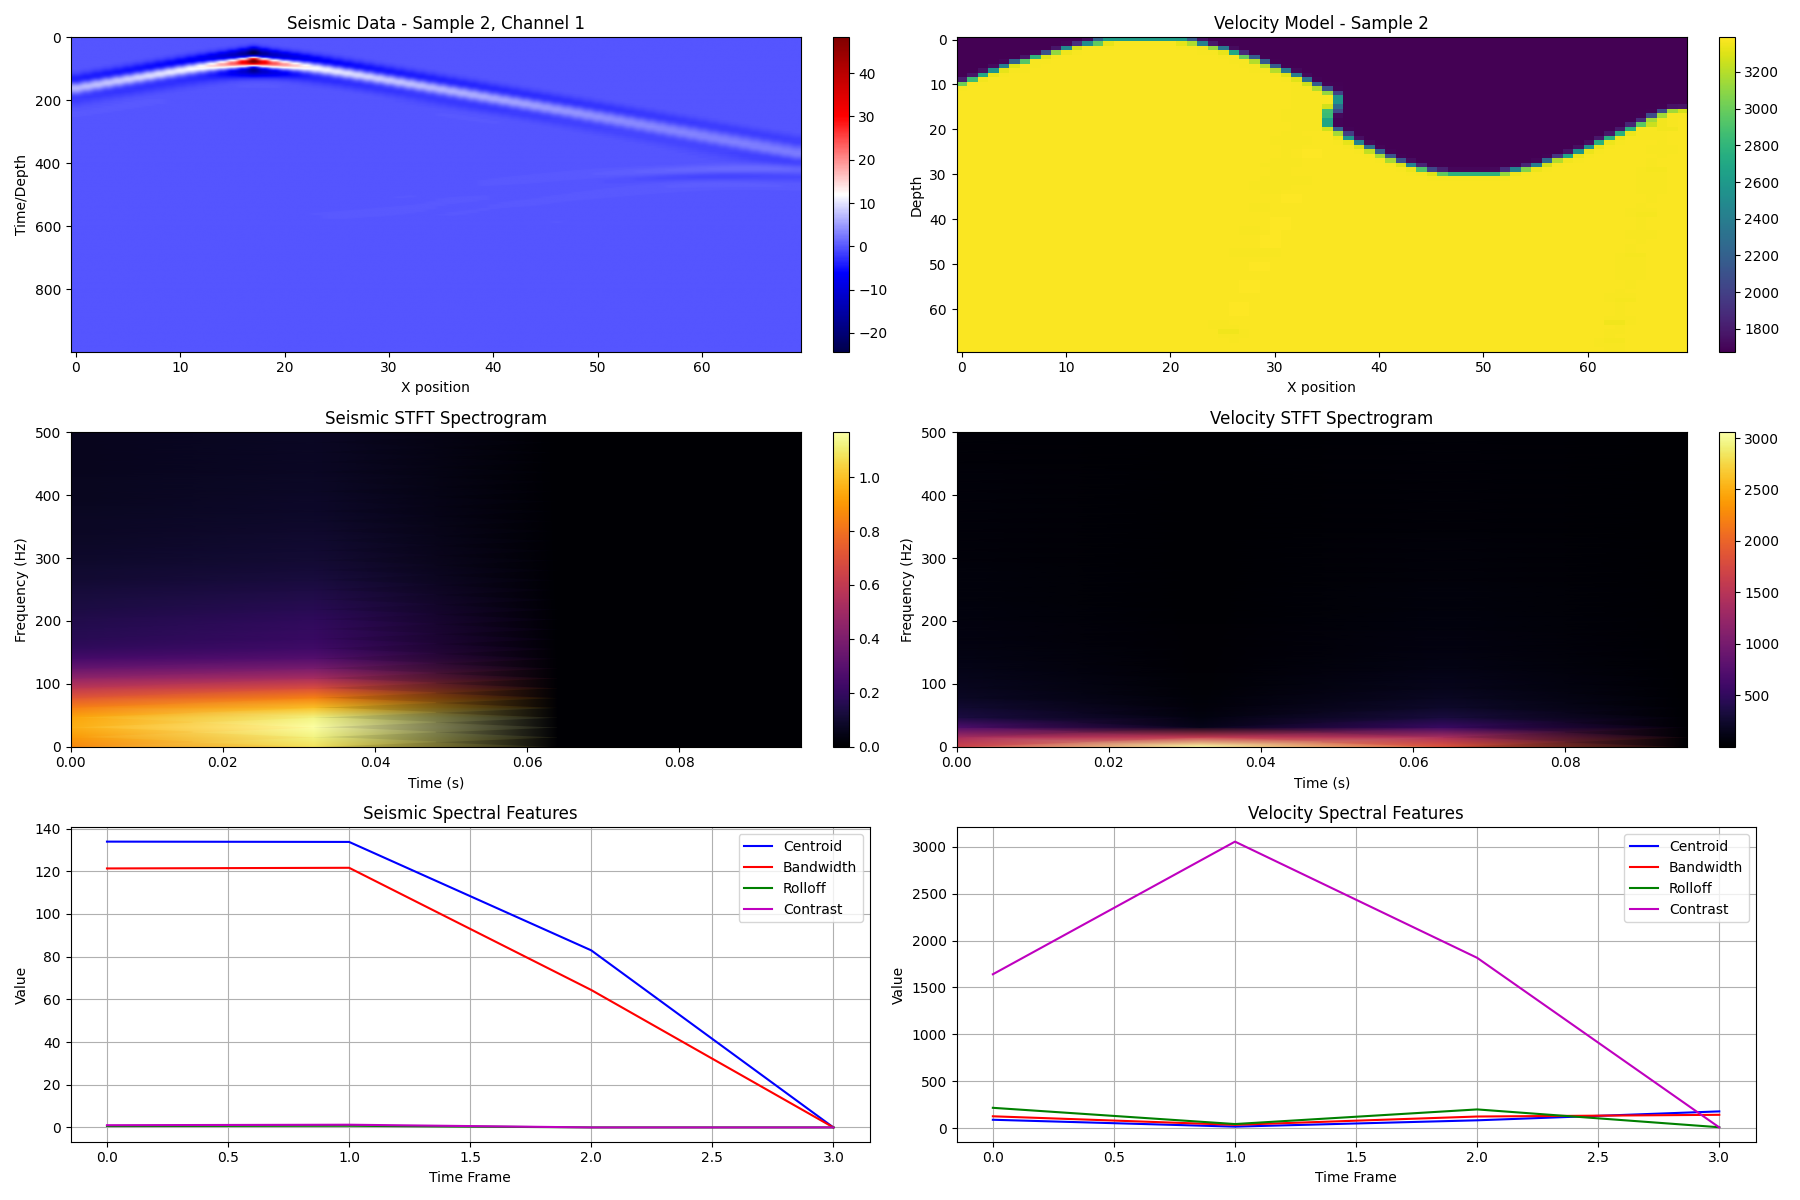 Seismic Data - Sample 2, Channel 1
0
200
400
600
800
Time/Depth
0 10 20 30 40 50 60
X position
40
30
20
10
0
−10
−20
Velocity Model - Sample 2
0
10
20
30
40
50
60
Depth
0 10 20 30 40 50 60
X position
3200
3000
2800
2600
2400
2200
2000
1800
Seismic STFT Spectrogram
500
400
300
200
100
0
Frequency (Hz)
0.00 0.02 0.04 0.06 0.08
Time (s)
1.0
0.8
0.6
0.4
0.2
0.0
Velocity STFT Spectrogram
500
400
300
200
100
0
Frequency (Hz)
0.00 0.02 0.04 0.06 0.08
Time (s)
3000
2500
2000
1500
1000
500
Seismic Spectral Features
140
120
100
80
60
40
20
0
Value
0.0 0.5 1.0 1.5 2.0 2.5 3.0
Time Frame
Centroid
Bandwidth
Rolloff
Contrast
Velocity Spectral Features
3000
2500
2000
1500
1000
500
0
Value
0.0 0.5 1.0 1.5 2.0 2.5 3.0
Time Frame
Centroid
Bandwidth
Rolloff
Contrast